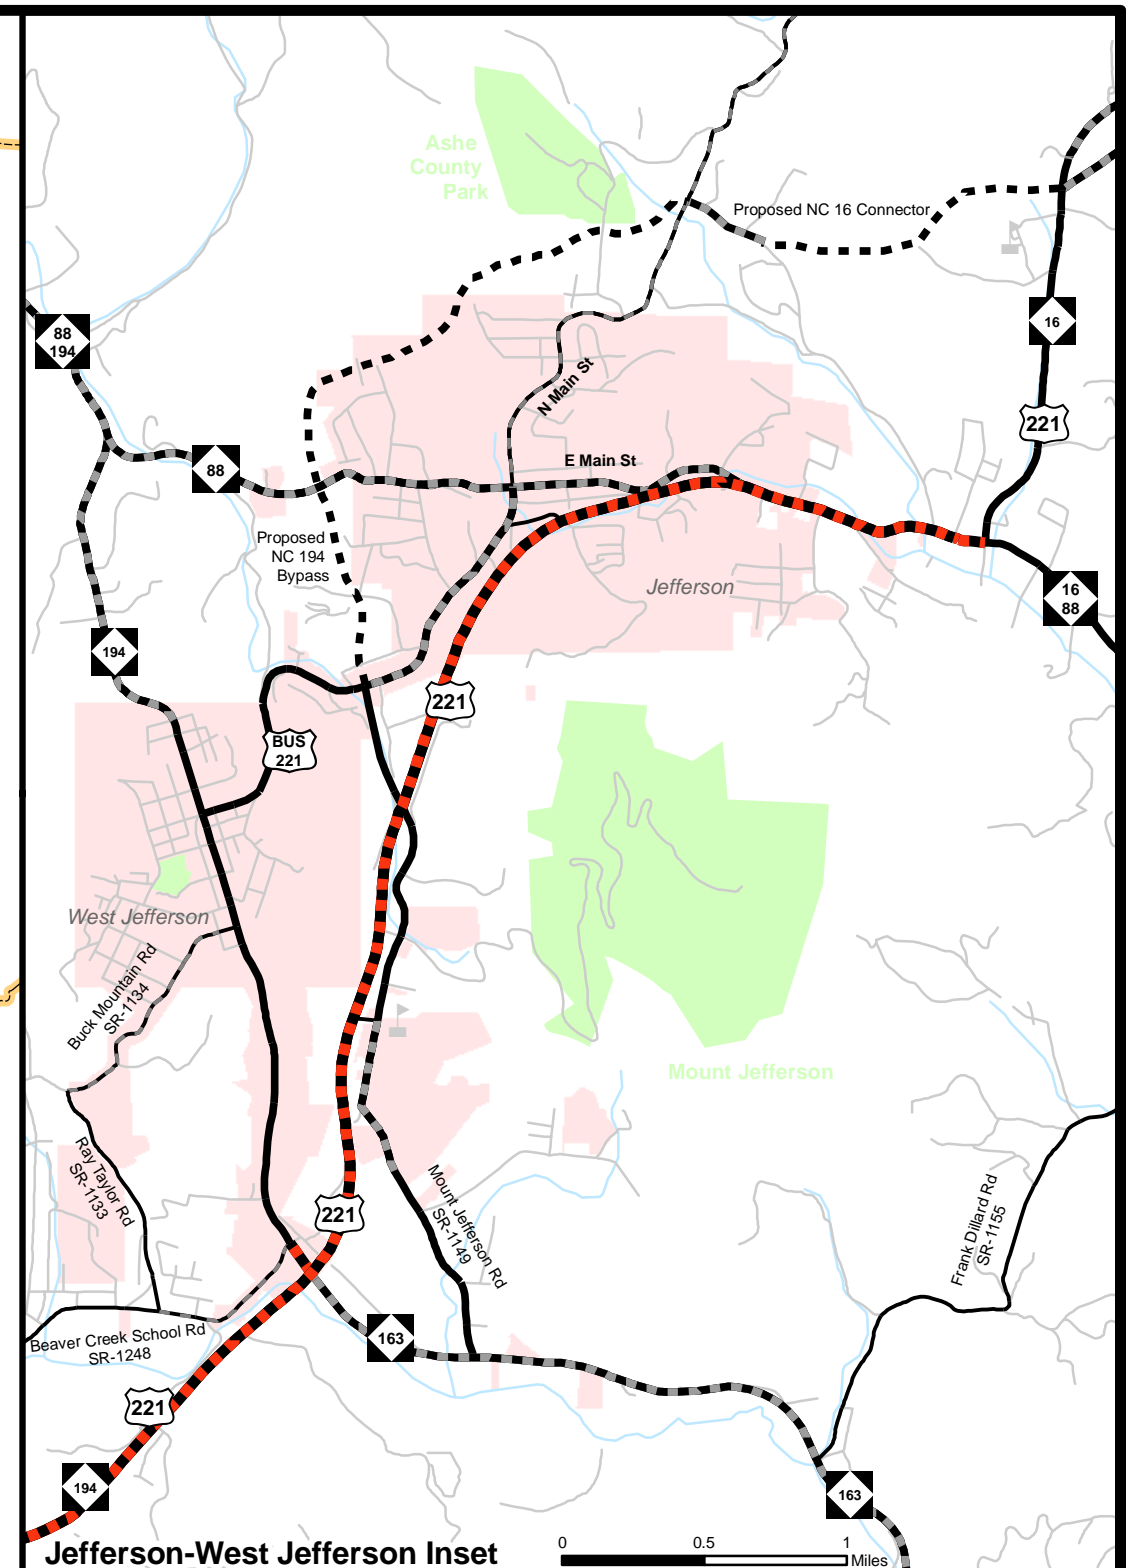 Ashe
County
Park
Proposed NC 16 Connector
88
194
16
N Main St
221
E Main St
88
Proposed
NC 194
Bypass
Jefferson
16
88
194
221
BUS
221
West Jefferson
Buck Mountain Rd
SR-1134
Mount Jefferson
Ray Taylor Rd
SR-1133
Mount Jefferson Rd
SR-1149
Frank Dillard Rd
SR-1155
221
Beaver Creek School Rd
SR-1248
163
221
194
163
Jefferson-West Jefferson Inset
0 0.5 1
Miles